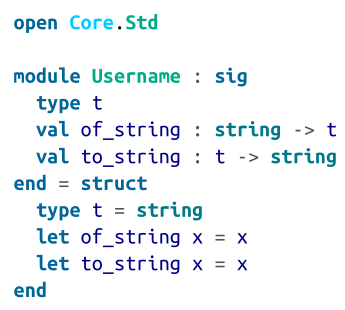 open Core.Std

module Username : sig
  type t
  val of_string : string -> t
  val to_string : t -> string
end = struct
  type t = string
  let of_string x = x
  let to_string x = x
end